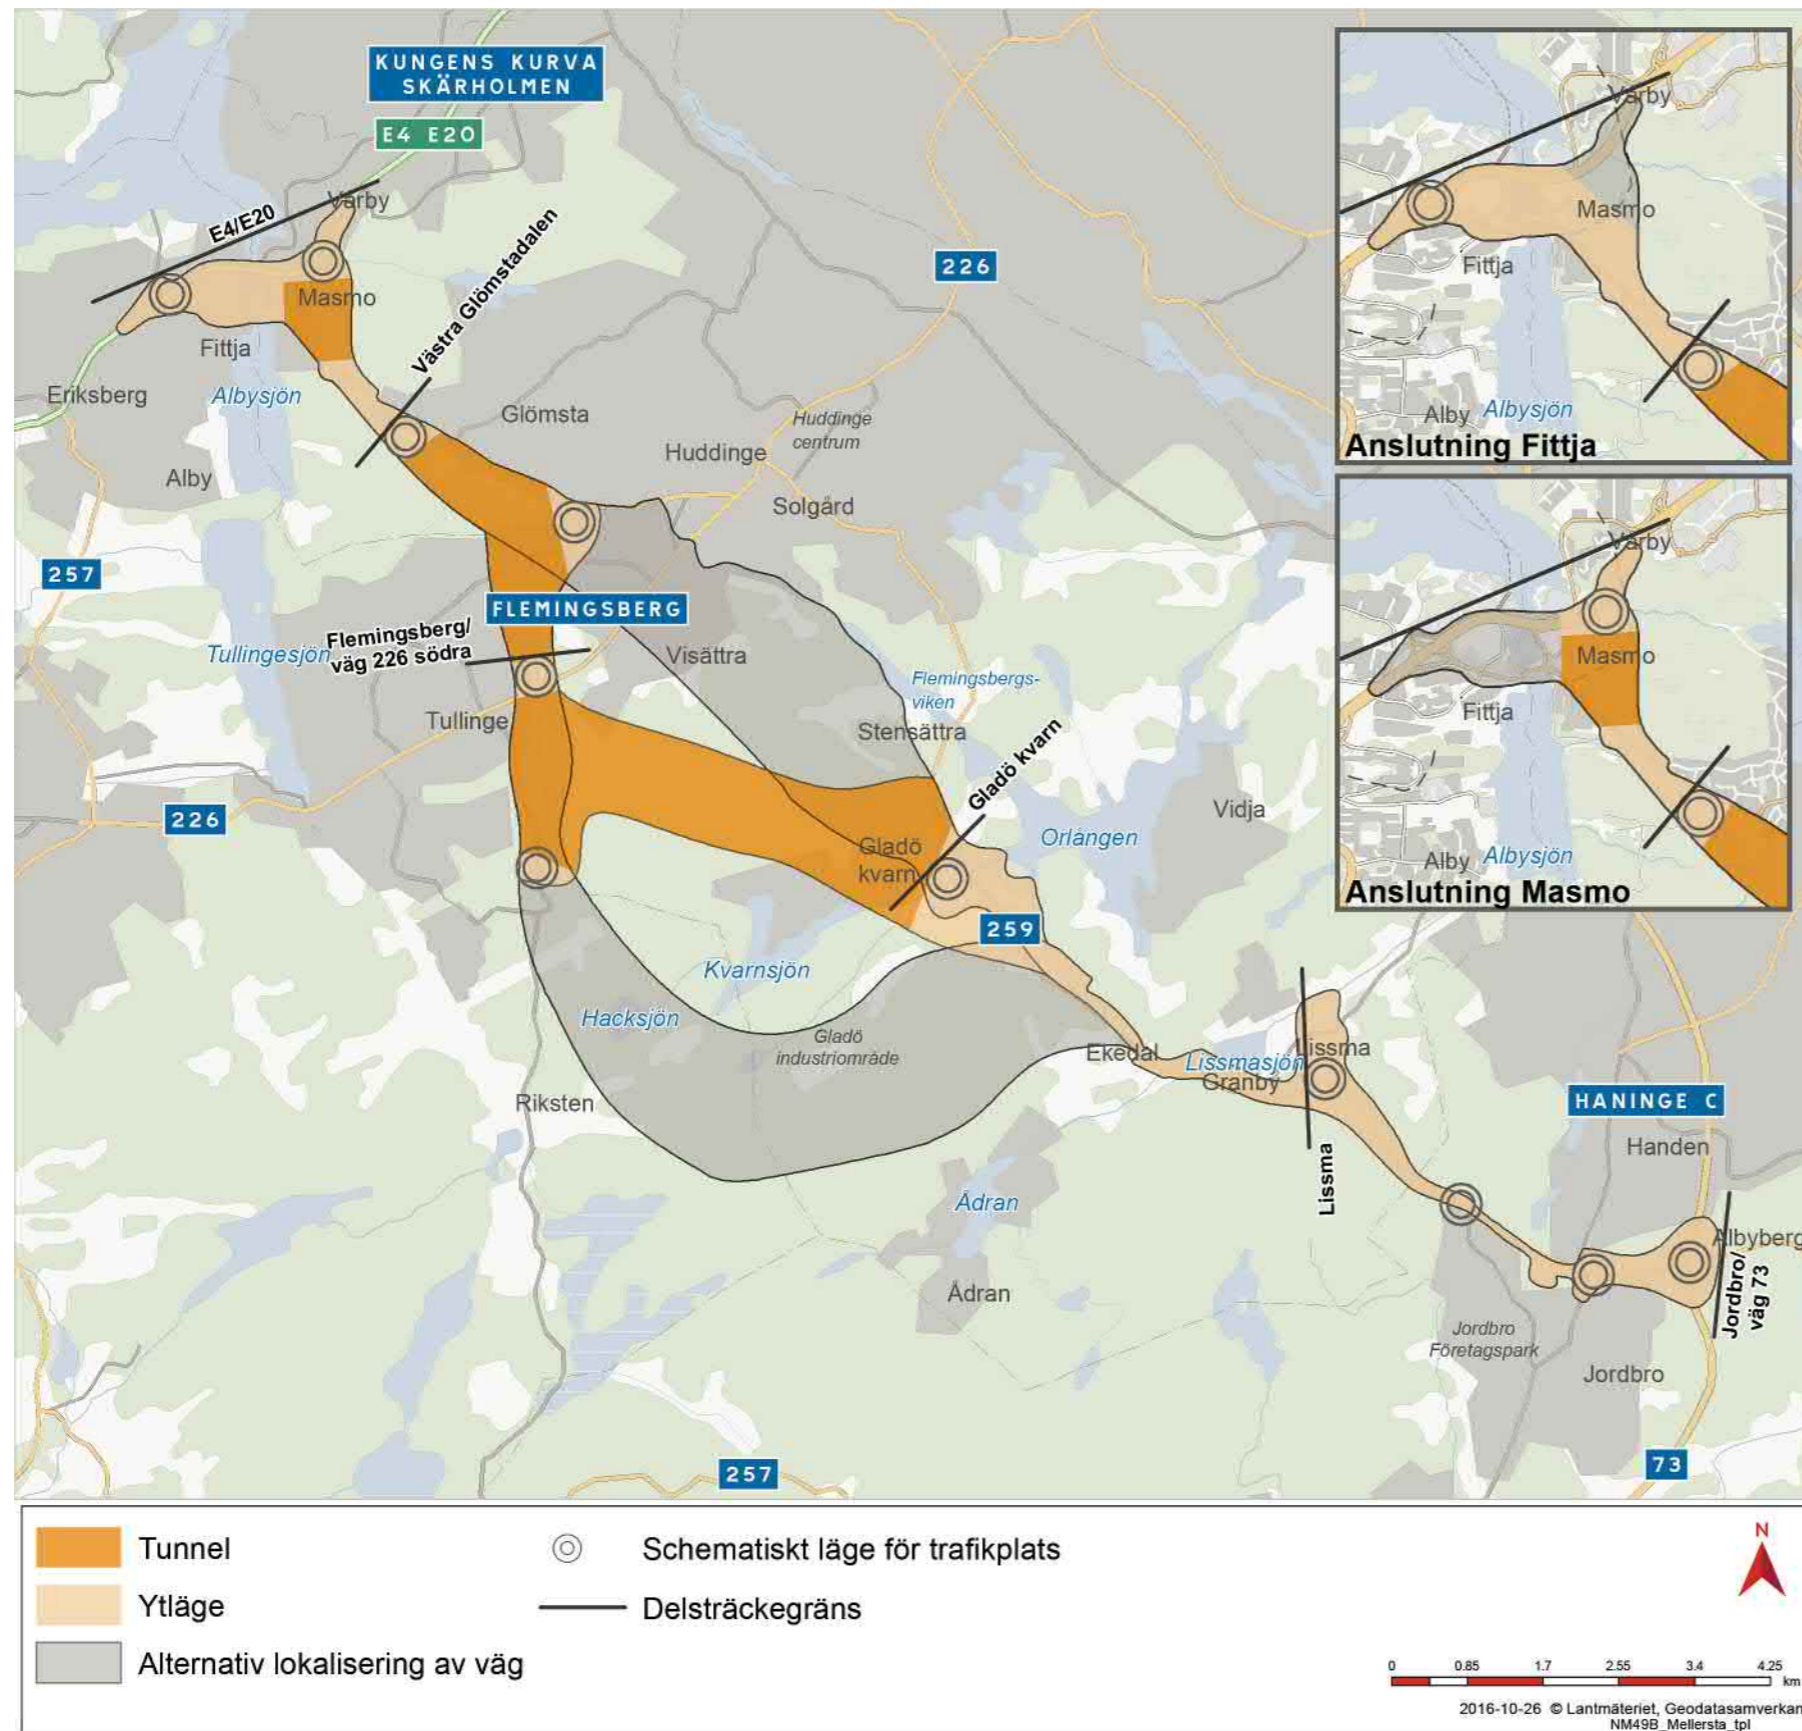 KUNGENS KURVA
SKÄRHOLMEN
E4 E20
Vårby
E4/E20
Masmo
Fittja
Västra Glömstadalen
Eriksberg
Albysjön
Glömsta
Huddinge
centrum
Huddinge
Alby
Solgård
226
257
FLEMINGSBERG
Flemingsberg/
väg 226 södra
Tullingesjön
Visättra
Flemingsbergs-
viken
Tullinge
Stensättra
Gladö kvarn
226
Vidja
Orlången
Gladö
kvarn
259
Kvarnsjön
Hacksjön
Gladö
industriområde
Ekedal
Lissmasjön
Granby
Lissma
Riksten
HANINGE C
Handen
Lissma
Ådran
Albyberg
Jordbro/
väg 73
Ådran
Jordbro
Företagspark
Jordbro
257
73
Vårby
Masmo
Fittja
Alby
Albysjön
Anslutning Fittja
Vårby
Masmo
Fittja
Alby
Albysjön
Anslutning Masmo
Tunnel
Ytläge
Alternativ lokalisering av väg
Schematiskt läge för trafikplats
Delsträckegräns
N
0 0.85 1.7 2.55 3.4 4.25
km
2016-10-26 © Lantmäteriet, Geodatasamverkan
NM49B_Mellersta_tpl